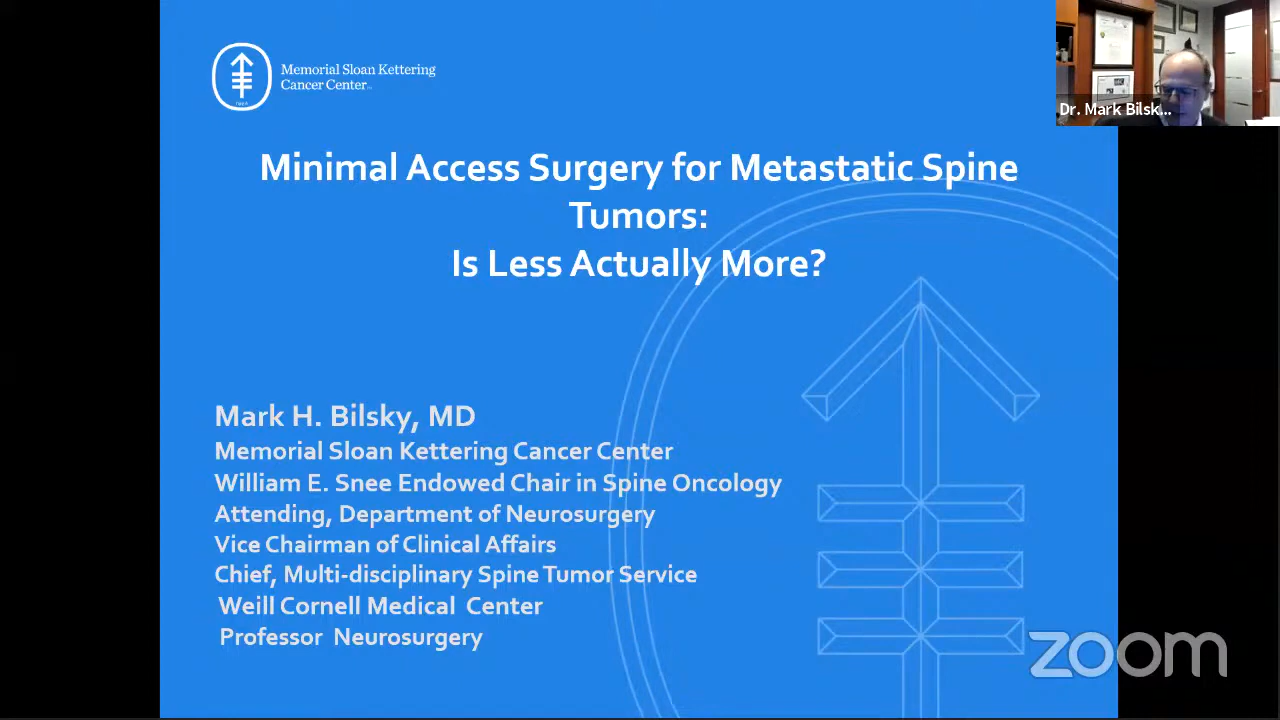 Memorial Sloan Kettering
Cancer Center
Dr. Mark Bilsk...
Minimal Access Surgery for Metastatic Spine
Tumors:
Is Less Actually More?
Mark H. Bilsky, MD
Memorial Sloan Kettering Cancer Center
William E. Snee Endowed Chair in Spine Oncology
Attending, Department of Neurosurgery
Vice Chairman of Clinical Affairs
Chief, Multi-disciplinary Spine Tumor Service
Weill Cornell Medical Center
Professor Neurosurgery
zoom